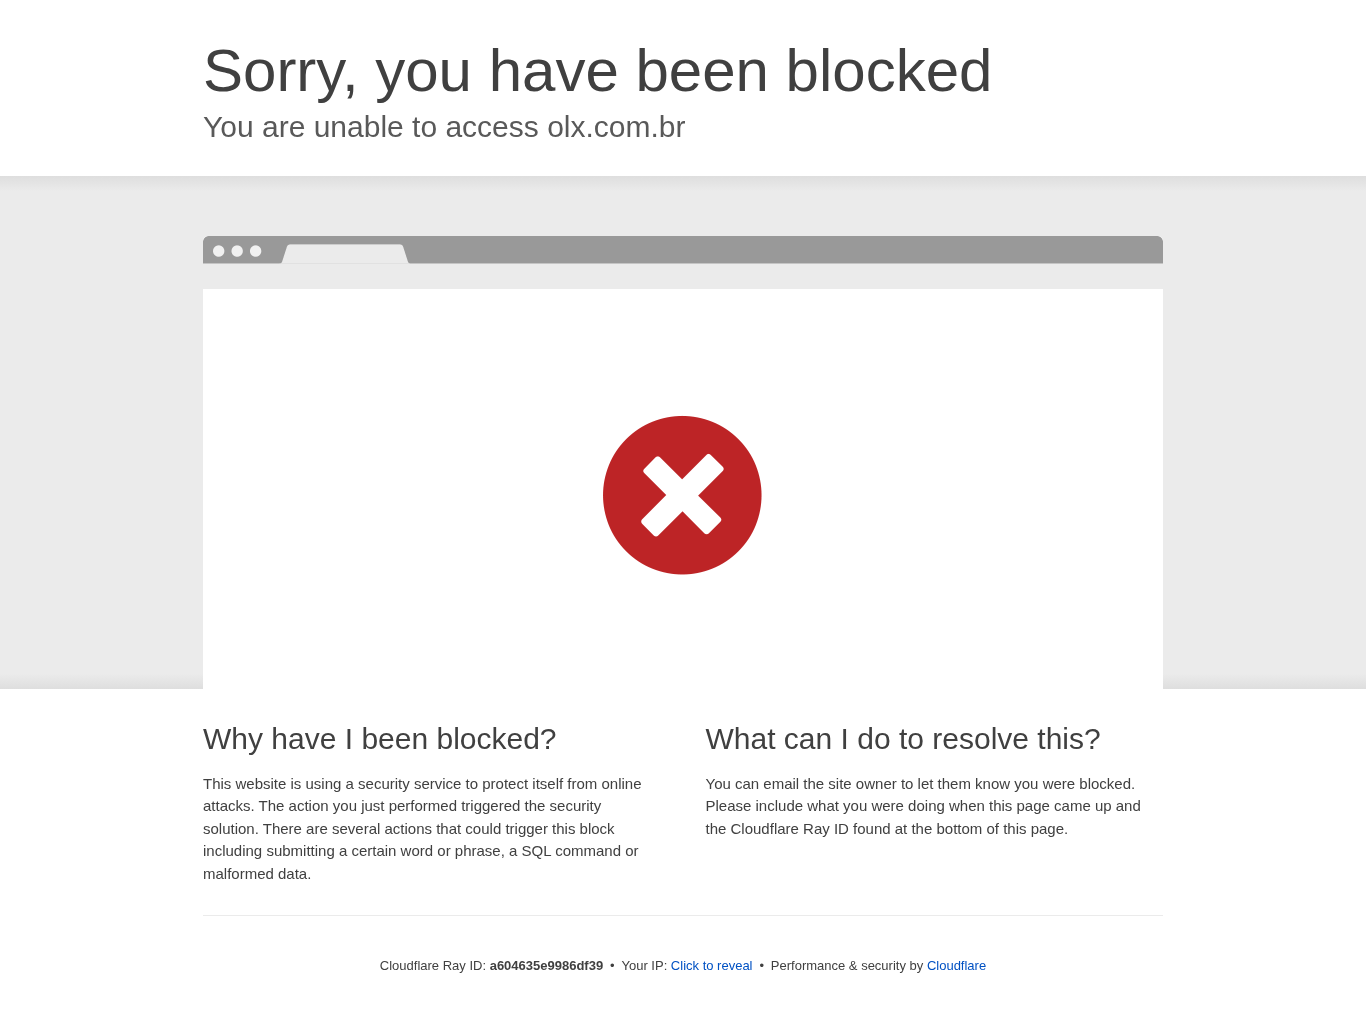 Sorry, you have been blocked
You are unable to access olx.com.br
Why have I been blocked?
This website is using a security service to protect itself from online
attacks. The action you just performed triggered the security
solution. There are several actions that could trigger this block
including submitting a certain word or phrase, a SQL command or
malformed data.
What can I do to resolve this?
You can email the site owner to let them know you were blocked.
Please include what you were doing when this page came up and
the Cloudflare Ray ID found at the bottom of this page.
Cloudflare Ray ID: a604635e9986df39 • Your IP: Click to reveal • Performance & security by Cloudflare